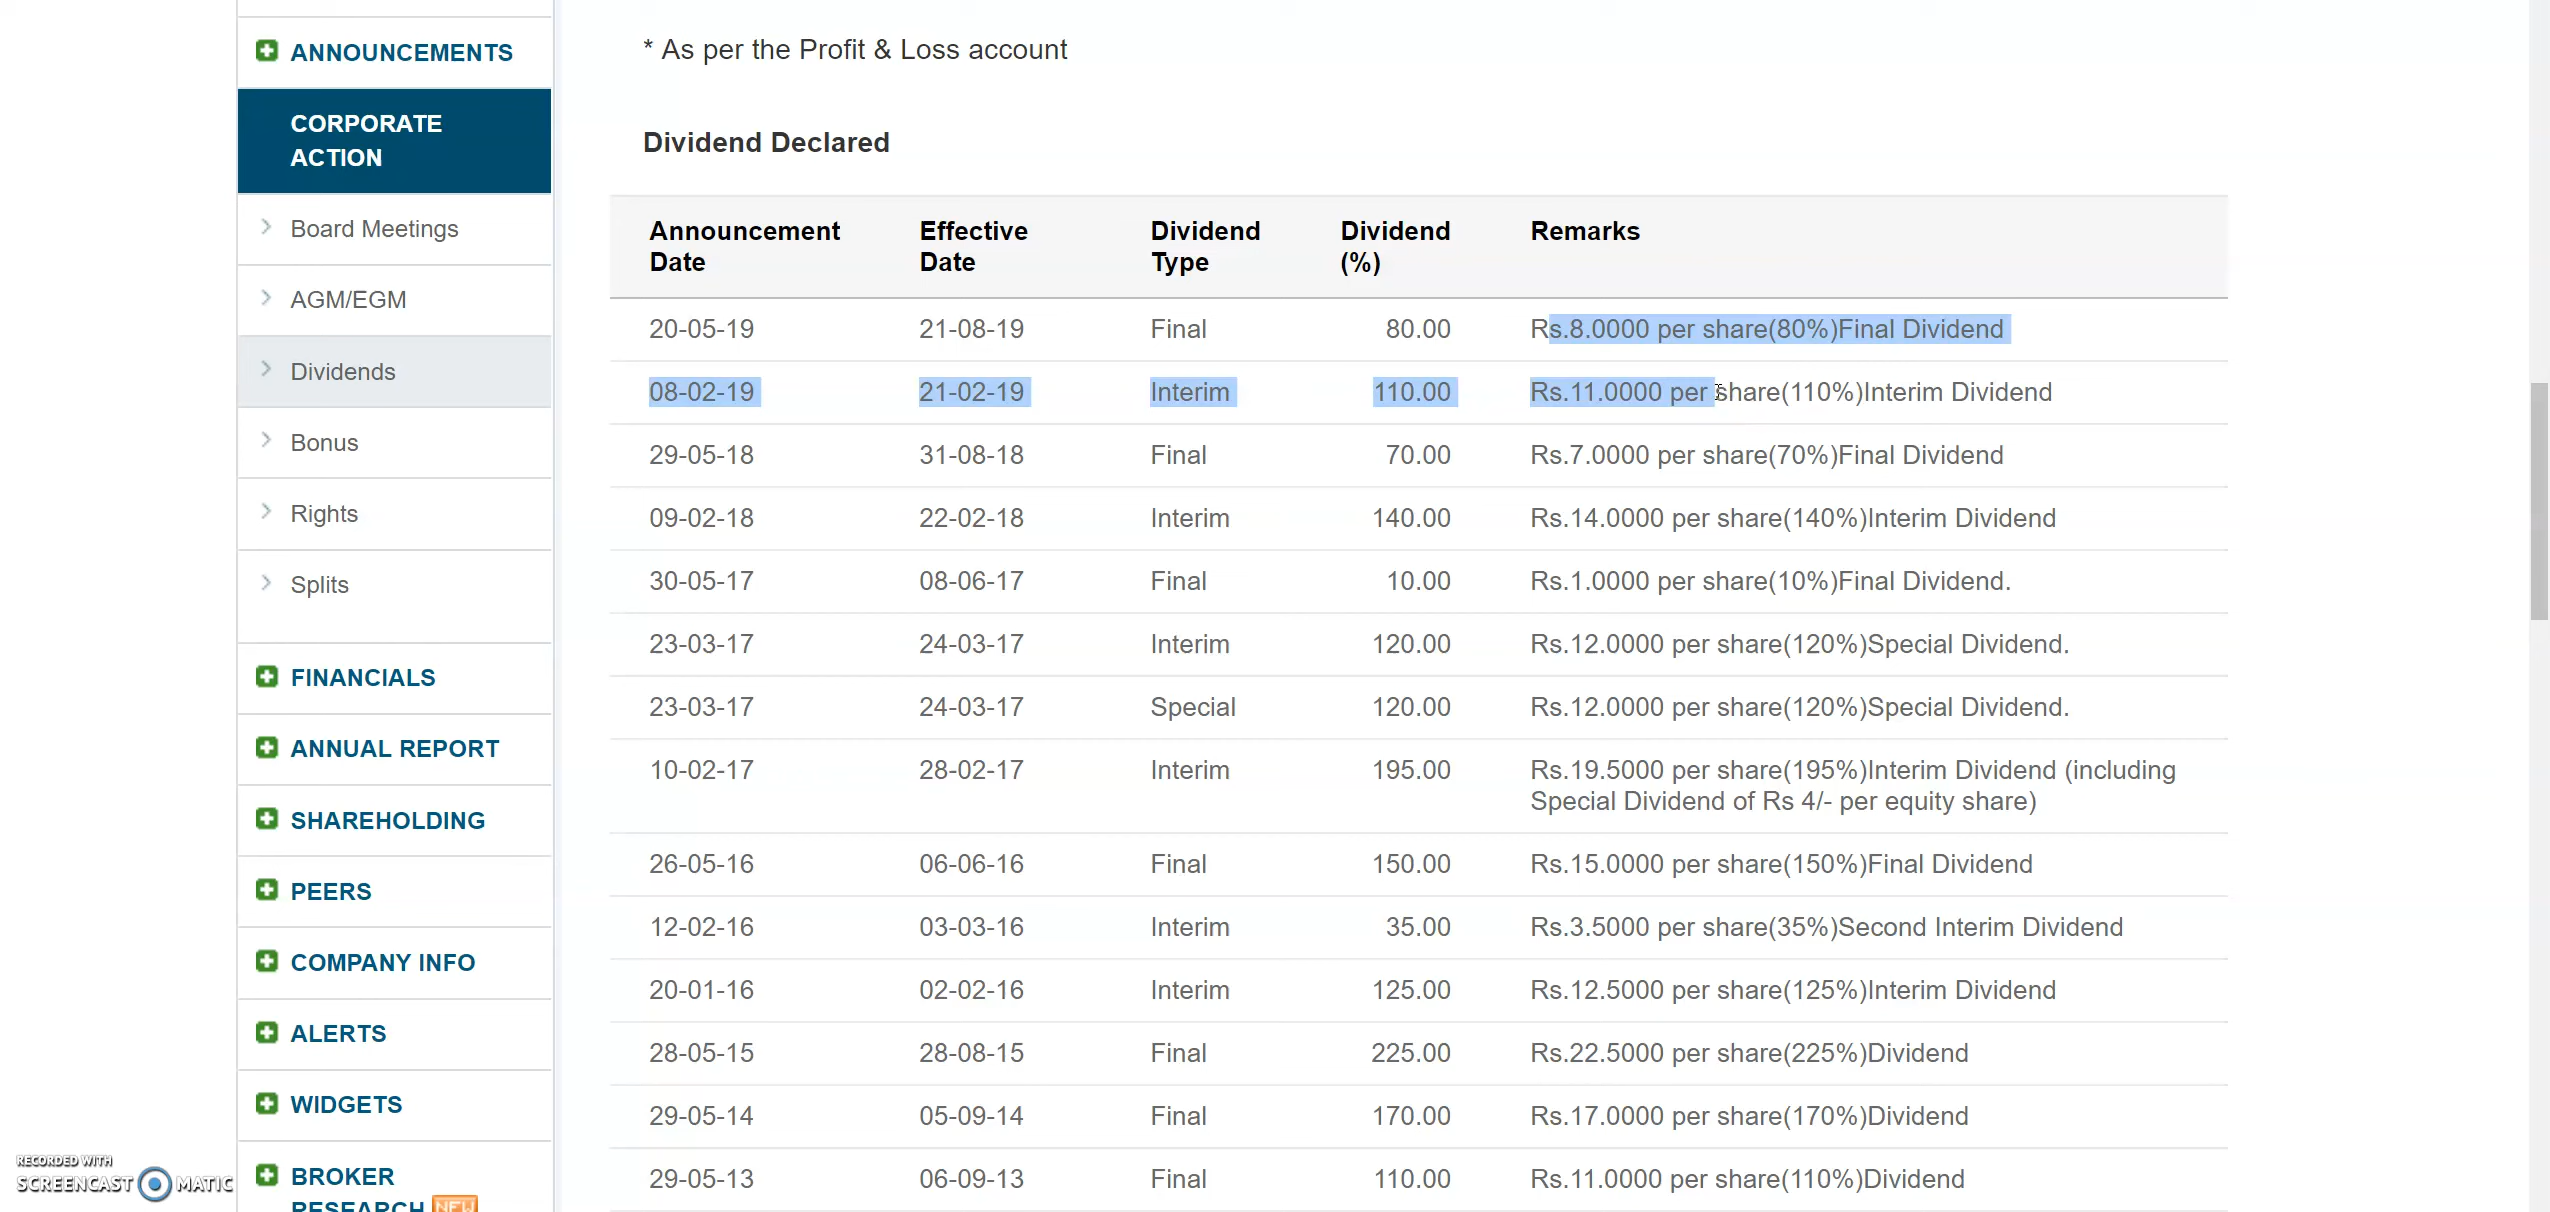 ANNOUNCEMENTS
CORPORATE
ACTION
Board Meetings
AGM/EGM
Dividends
Bonus
Rights
Splits
FINANCIALS
ANNUAL REPORT
SHAREHOLDING
PEERS
COMPANY INFO
ALERTS
WIDGETS
BROKER
RESEARCH NEW
* As per the Profit & Loss account
Dividend Declared
Announcement Date Effective Date Dividend Type Dividend (%) Remarks
20-05-19 21-08-19 Final 80.00 Rs.8.0000 per share(80%)Final Dividend
08-02-19 21-02-19 Interim 110.00 Rs.11.0000 per share(110%)Interim Dividend
29-05-18 31-08-18 Final 70.00 Rs.7.0000 per share(70%)Final Dividend
09-02-18 22-02-18 Interim 140.00 Rs.14.0000 per share(140%)Interim Dividend
30-05-17 08-06-17 Final 10.00 Rs.1.0000 per share(10%)Final Dividend.
23-03-17 24-03-17 Interim 120.00 Rs.12.0000 per share(120%)Special Dividend.
23-03-17 24-03-17 Special 120.00 Rs.12.0000 per share(120%)Special Dividend.
10-02-17 28-02-17 Interim 195.00 Rs.19.5000 per share(195%)Interim Dividend (including
Special Dividend of Rs 4/- per equity share)
26-05-16 06-06-16 Final 150.00 Rs.15.0000 per share(150%)Final Dividend
12-02-16 03-03-16 Interim 35.00 Rs.3.5000 per share(35%)Second Interim Dividend
20-01-16 02-02-16 Interim 125.00 Rs.12.5000 per share(125%)Interim Dividend
28-05-15 28-08-15 Final 225.00 Rs.22.5000 per share(225%)Dividend
29-05-14 05-09-14 Final 170.00 Rs.17.0000 per share(170%)Dividend
29-05-13 06-09-13 Final 110.00 Rs.11.0000 per share(110%)Dividend
RECORDED WITH
SCREENCAST MATIC